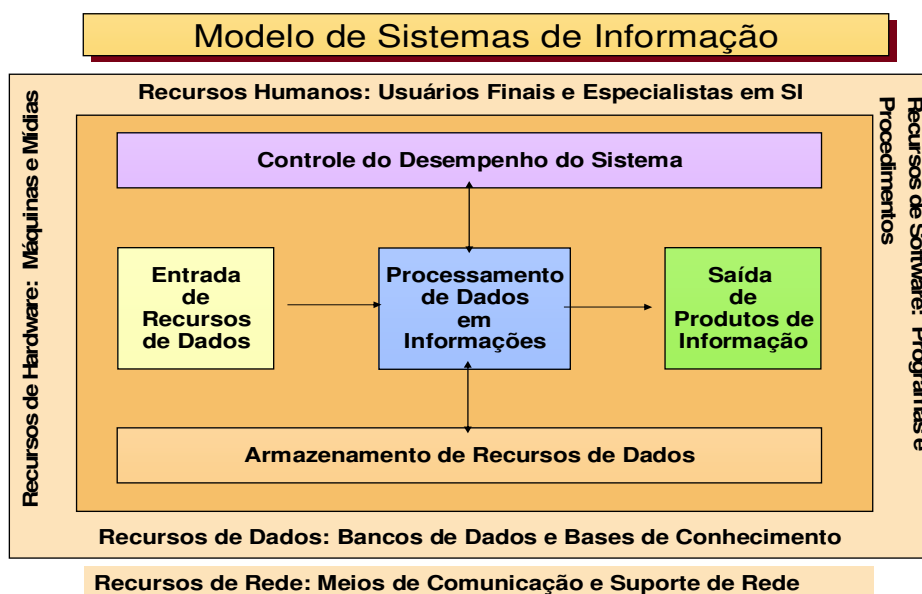 Modelo de Sistemas de Informação
Recursos Humanos: Usuários Finais e Especialistas em SI
Recursos de Hardware: Máquinas e Mídias
Recursos de Software: Programas e
Procedimentos
Controle do Desempenho do Sistema
Entrada
de
Recursos
de Dados
Processamento
de Dados
em
Informações
Saída
de
Produtos de
Informação
Armazenamento de Recursos de Dados
Recursos de Dados: Bancos de Dados e Bases de Conhecimento
Recursos de Rede: Meios de Comunicação e Suporte de Rede